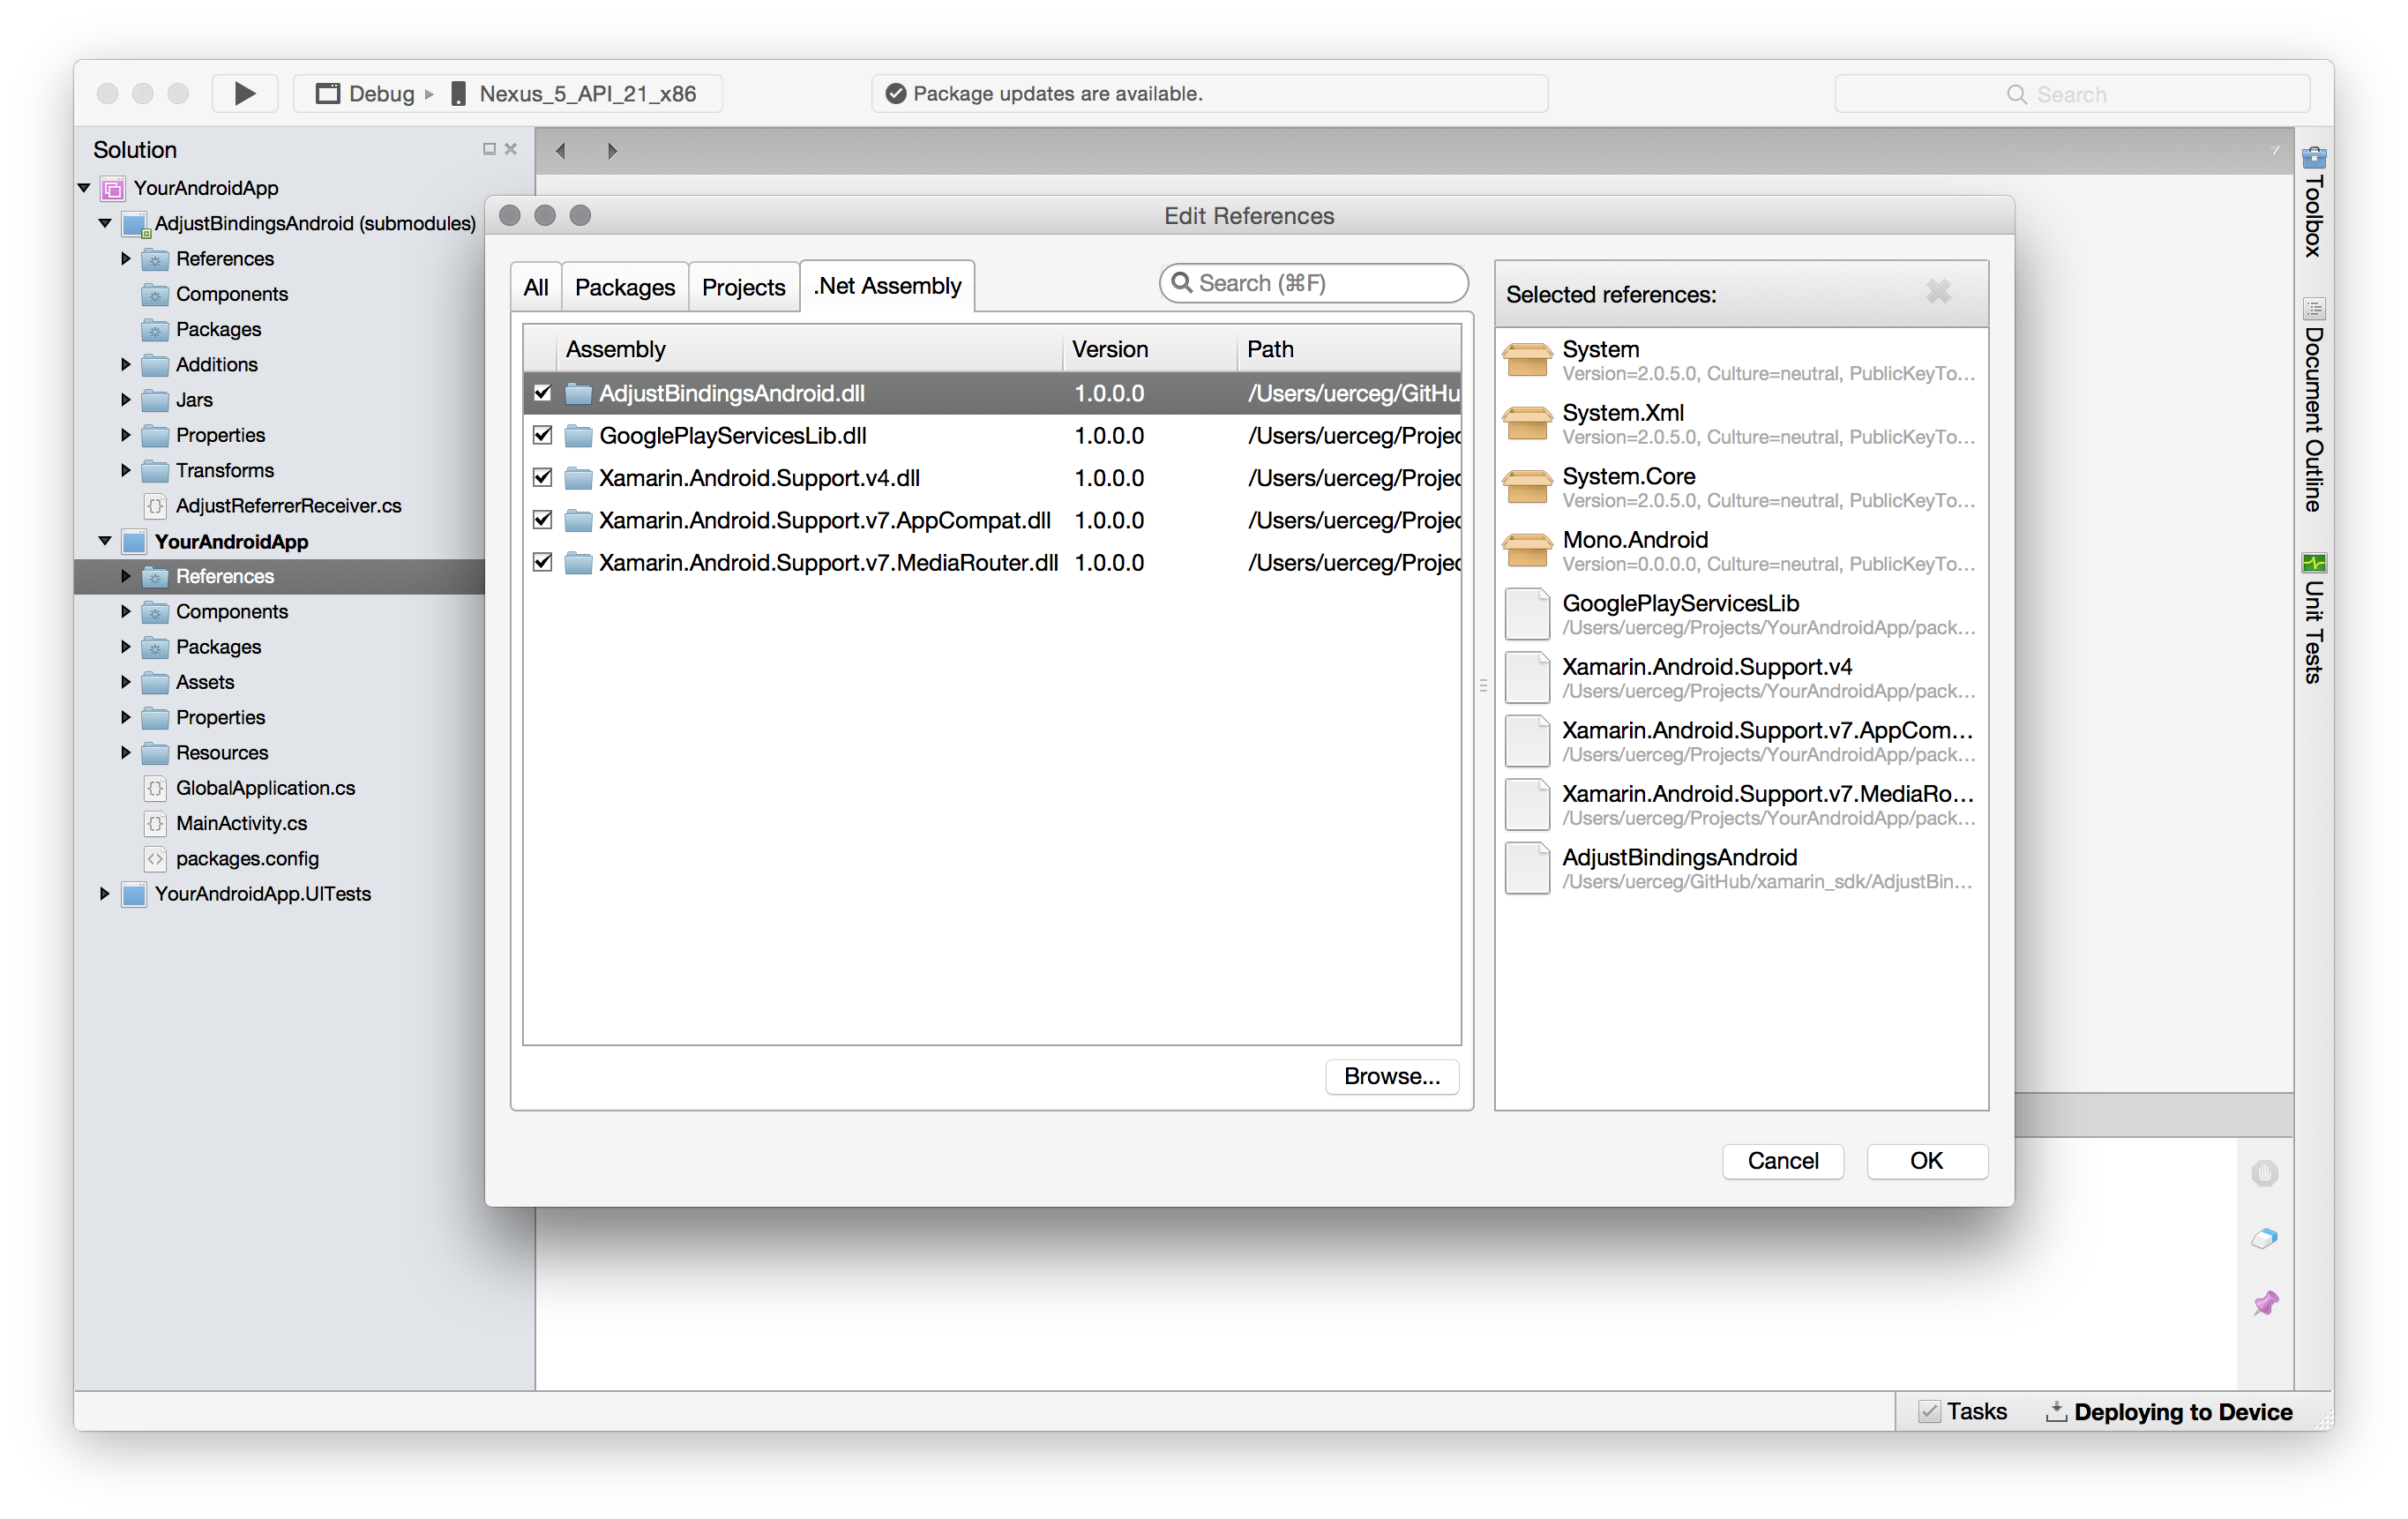 Debug
Nexus_5_API_21_x86
Package updates are available.
Search
Solution
YourAndroidApp
AdjustBindingsAndroid (submodules)
References
Components
Packages
Additions
Jars
Properties
Transforms
AdjustReferrerReceiver.cs
YourAndroidApp
References
Components
Packages
Assets
Properties
Resources
GlobalApplication.cs
MainActivity.cs
packages.config
YourAndroidApp.UITests
Edit References
All
Packages
Projects
.Net Assembly
Search (⌘F)
Assembly Version Path
AdjustBindingsAndroid.dll 1.0.0.0 /Users/uerceg/GitHu
GooglePlayServicesLib.dll 1.0.0.0 /Users/uerceg/Projec
Xamarin.Android.Support.v4.dll 1.0.0.0 /Users/uerceg/Projec
Xamarin.Android.Support.v7.AppCompat.dll 1.0.0.0 /Users/uerceg/Projec
Xamarin.Android.Support.v7.MediaRouter.dll 1.0.0.0 /Users/uerceg/Projec
Browse...
Selected references:
System
Version=2.0.5.0, Culture=neutral, PublicKeyTo...
System.Xml
Version=2.0.5.0, Culture=neutral, PublicKeyTo...
System.Core
Version=2.0.5.0, Culture=neutral, PublicKeyTo...
Mono.Android
Version=0.0.0.0, Culture=neutral, PublicKeyTo...
GooglePlayServicesLib
/Users/uerceg/Projects/YourAndroidApp/pack...
Xamarin.Android.Support.v4
/Users/uerceg/Projects/YourAndroidApp/pack...
Xamarin.Android.Support.v7.AppCom...
/Users/uerceg/Projects/YourAndroidApp/pack...
Xamarin.Android.Support.v7.MediaRo...
/Users/uerceg/Projects/YourAndroidApp/pack...
AdjustBindingsAndroid
/Users/uerceg/GitHub/xamarin_sdk/AdjustBin...
Cancel
OK
Toolbox
Document Outline
Unit Tests
Tasks
Deploying to Device